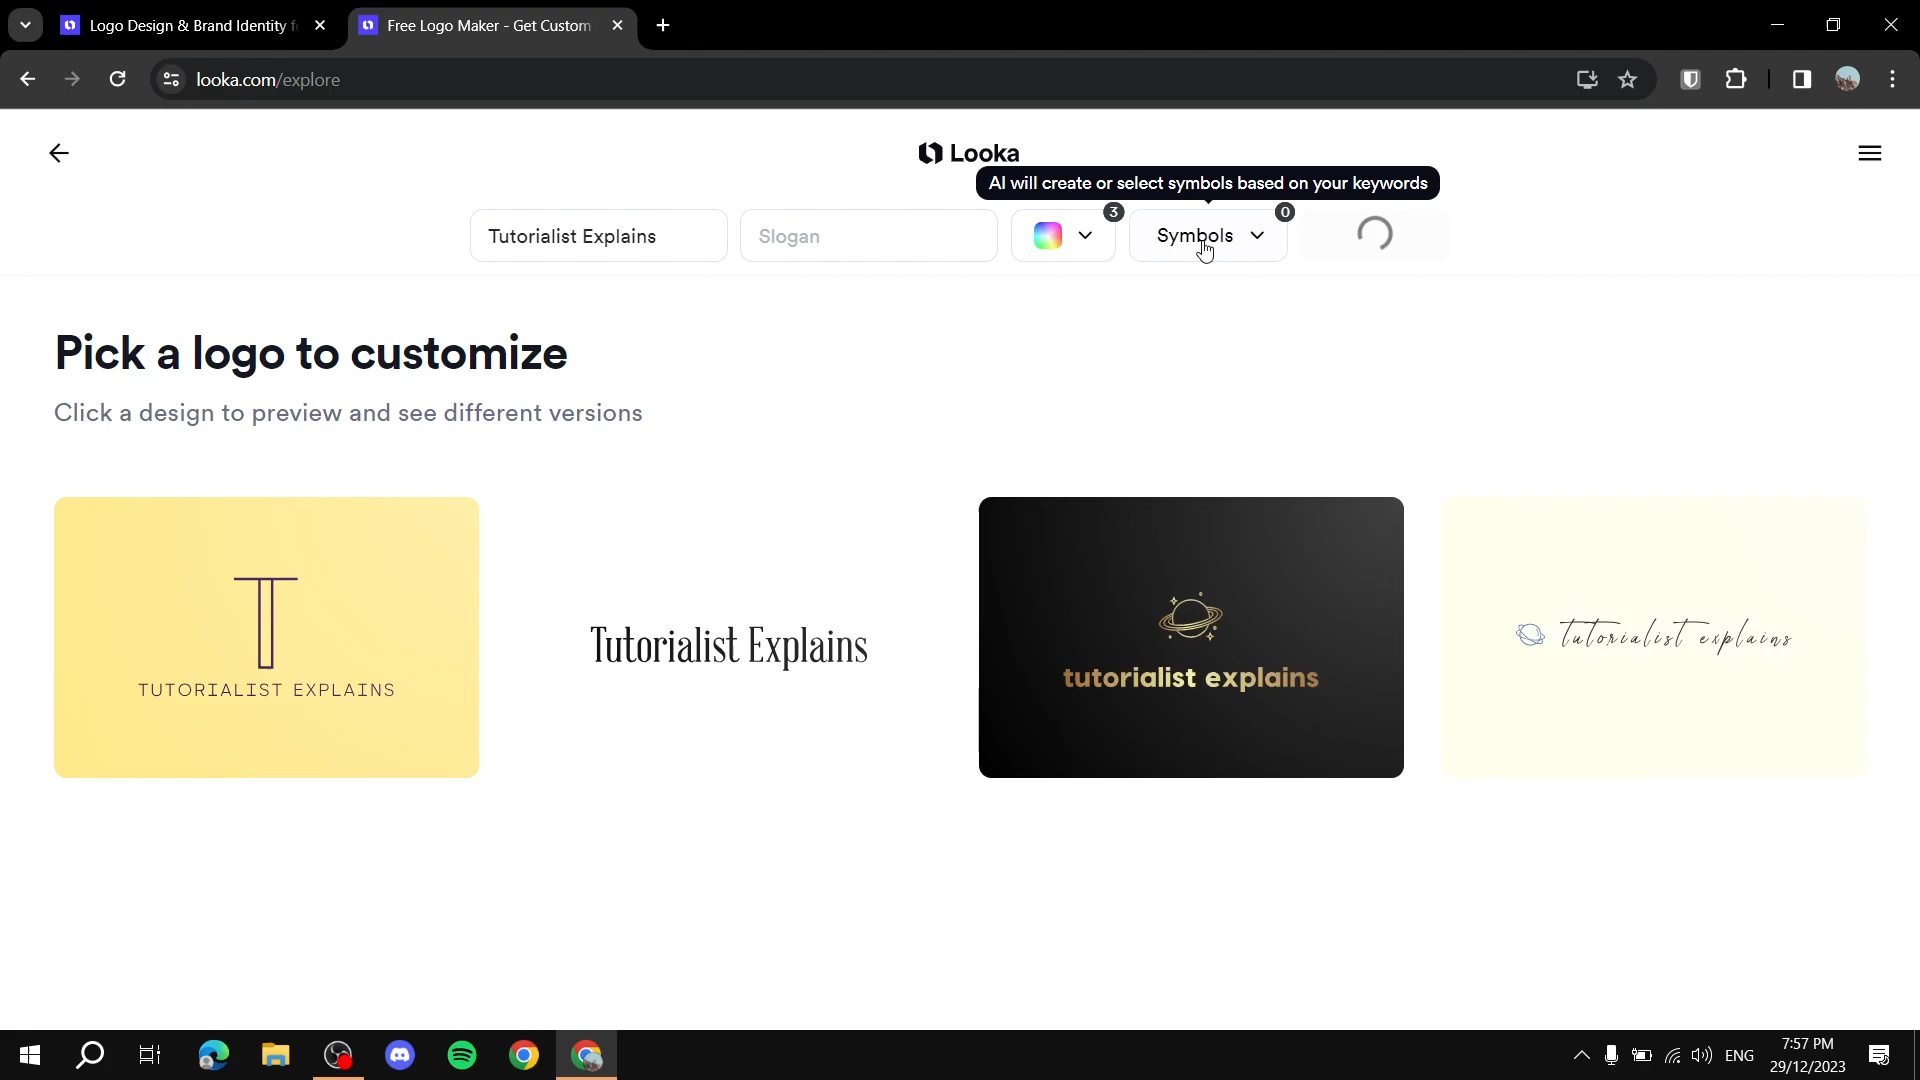 Logo Design & Brand Identity f
Free Logo Maker - Get Custom
looka.com/explore
Looka
AI will create or select symbols based on your keywords
Tutorialist Explains
Slogan
3
Symbols
0
Pick a logo to customize
Click a design to preview and see different versions
T
TUTORIALIST EXPLAINS
Tutorialist Explains
tutorialist explains
tutorialist explains
ENG
7:57 PM
29/12/2023